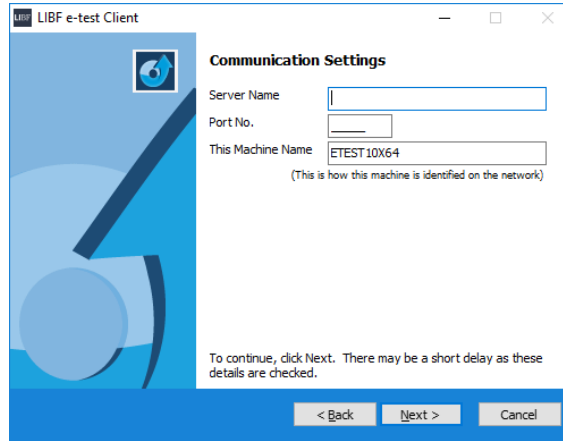 LIBF LIBF e-test Client
Communication Settings
Server Name
Port No.
This Machine Name ETEST10X64
(This is how this machine is identified on the network)
To continue, click Next. There may be a short delay as these
details are checked.
< Back Next > Cancel